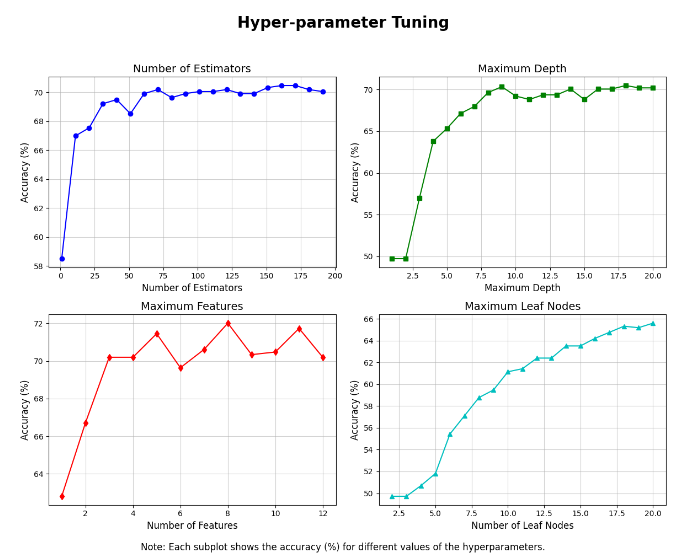 Hyper-parameter Tuning
Number of Estimators
Accuracy (%)
70
68
66
64
62
60
58
0 25 50 75 100 125 150 175 200
Number of Estimators
Maximum Depth
Accuracy (%)
70
65
60
55
50
2.5 5.0 7.5 10.0 12.5 15.0 17.5 20.0
Maximum Depth
Maximum Features
Accuracy (%)
72
70
68
66
64
2 4 6 8 10 12
Number of Features
Maximum Leaf Nodes
Accuracy (%)
66
64
62
60
58
56
54
52
50
2.5 5.0 7.5 10.0 12.5 15.0 17.5 20.0
Number of Leaf Nodes
Note: Each subplot shows the accuracy (%) for different values of the hyperparameters.